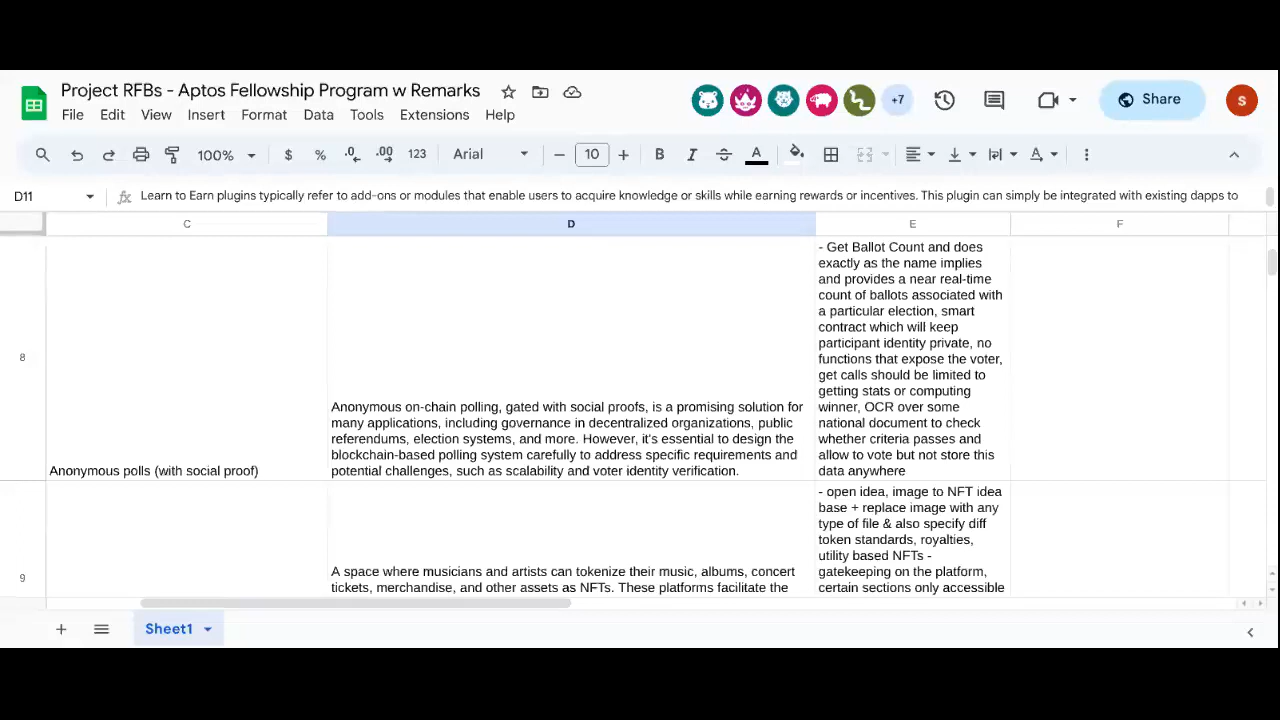 Project RFBs - Aptos Fellowship Program w Remarks
+7
Share
S
File Edit View Insert Format Data Tools Extensions Help
100% $ % .0 .00 123 Arial 10 B I A A
D11 fx Learn to Earn plugins typically refer to add-ons or modules that enable users to acquire knowledge or skills while earning rewards or incentives. This plugin can simply be integrated with existing dapps to
C D E F
8
Anonymous polls (with social proof)
Anonymous on-chain polling, gated with social proofs, is a promising solution for
many applications, including governance in decentralized organizations, public
referendums, election systems, and more. However, it's essential to design the
blockchain-based polling system carefully to address specific requirements and
potential challenges, such as scalability and voter identity verification.
- Get Ballot Count and does
exactly as the name implies
and provides a near real-time
count of ballots associated with
a particular election, smart
contract which will keep
participant identity private, no
functions that expose the voter,
get calls should be limited to
getting stats or computing
winner, OCR over some
national document to check
whether criteria passes and
allow to vote but not store this
data anywhere
9
A space where musicians and artists can tokenize their music, albums, concert
tickets, merchandise, and other assets as NFTs. These platforms facilitate the
- open idea, image to NFT idea
base + replace image with any
type of file & also specify diff
token standards, royalties,
utility based NFTs -
gatekeeping on the platform,
certain sections only accessible
Sheet1